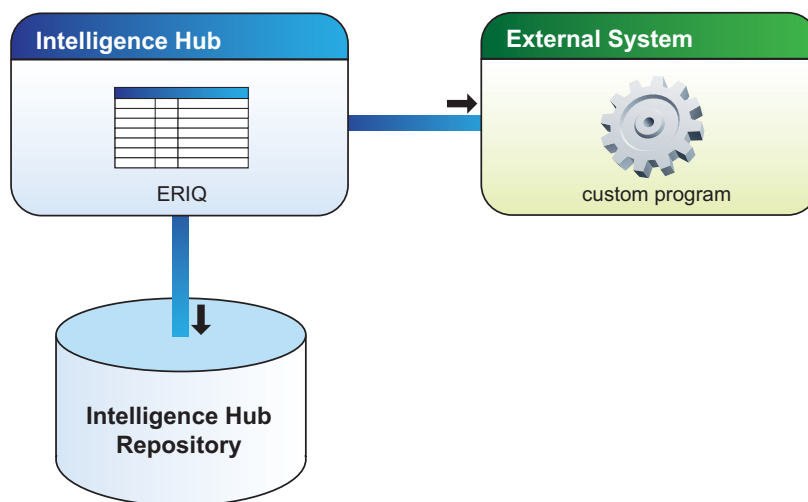 Intelligence Hub
ERIQ
External System
custom program
Intelligence Hub
Repository